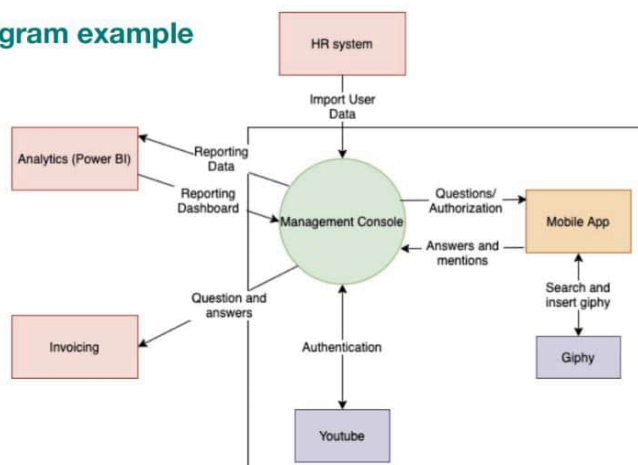 gram example
HR system
Import User
Data
Analytics (Power BI)
Reporting
Data
Reporting
Dashboard
Management Console
Questions/
Authorization
Mobile App
Answers and
mentions
Question and
answers
Search and
insert giphy
Invoicing
Authentication
Giphy
Youtube